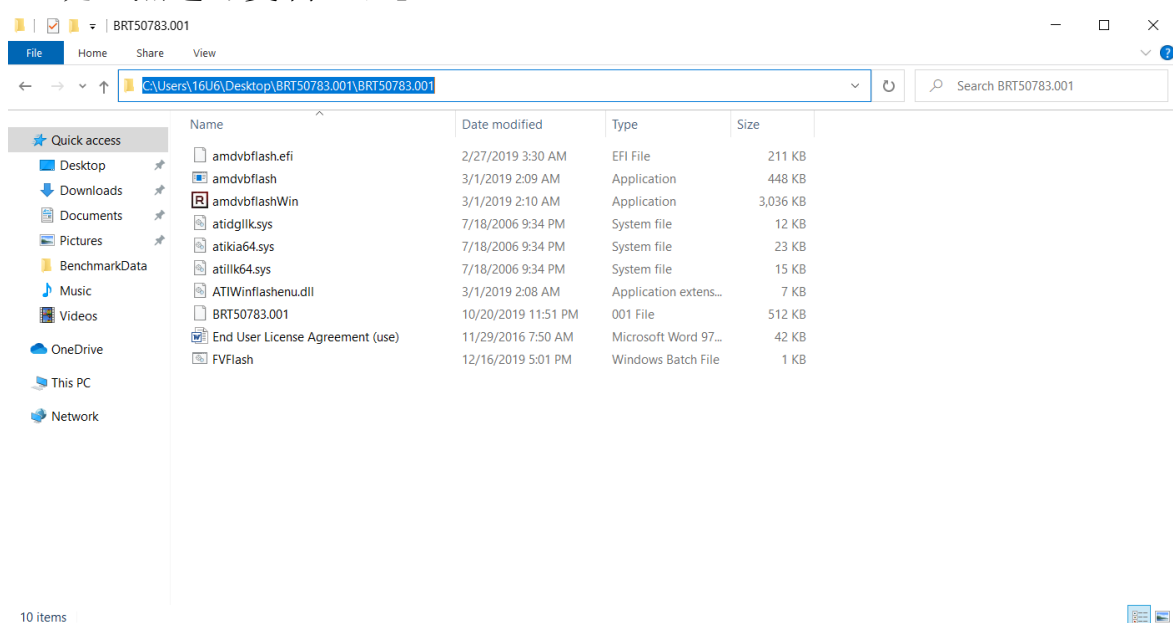 BRT50783.001
File Home Share View
C:\Users\16U6\Desktop\BRT50783.001\BRT50783.001
Search BRT50783.001
Name Date modified Type Size
Quick access
Desktop
Downloads
Documents
Pictures
BenchmarkData
Music
Videos
OneDrive
This PC
Network
amdvbflash.efi 2/27/2019 3:30 AM EFI File 211 KB
amdvbflash 3/1/2019 2:09 AM Application 448 KB
amdvbflashWin 3/1/2019 2:10 AM Application 3,036 KB
atidgllk.sys 7/18/2006 9:34 PM System file 12 KB
atikia64.sys 7/18/2006 9:34 PM System file 23 KB
atillk64.sys 7/18/2006 9:34 PM System file 15 KB
ATIWinflashenu.dll 3/1/2019 2:08 AM Application extens... 7 KB
BRT50783.001 10/20/2019 11:51 PM 001 File 512 KB
End User License Agreement (use) 11/29/2016 7:50 AM Microsoft Word 97... 42 KB
FVFlash 12/16/2019 5:01 PM Windows Batch File 1 KB
10 items